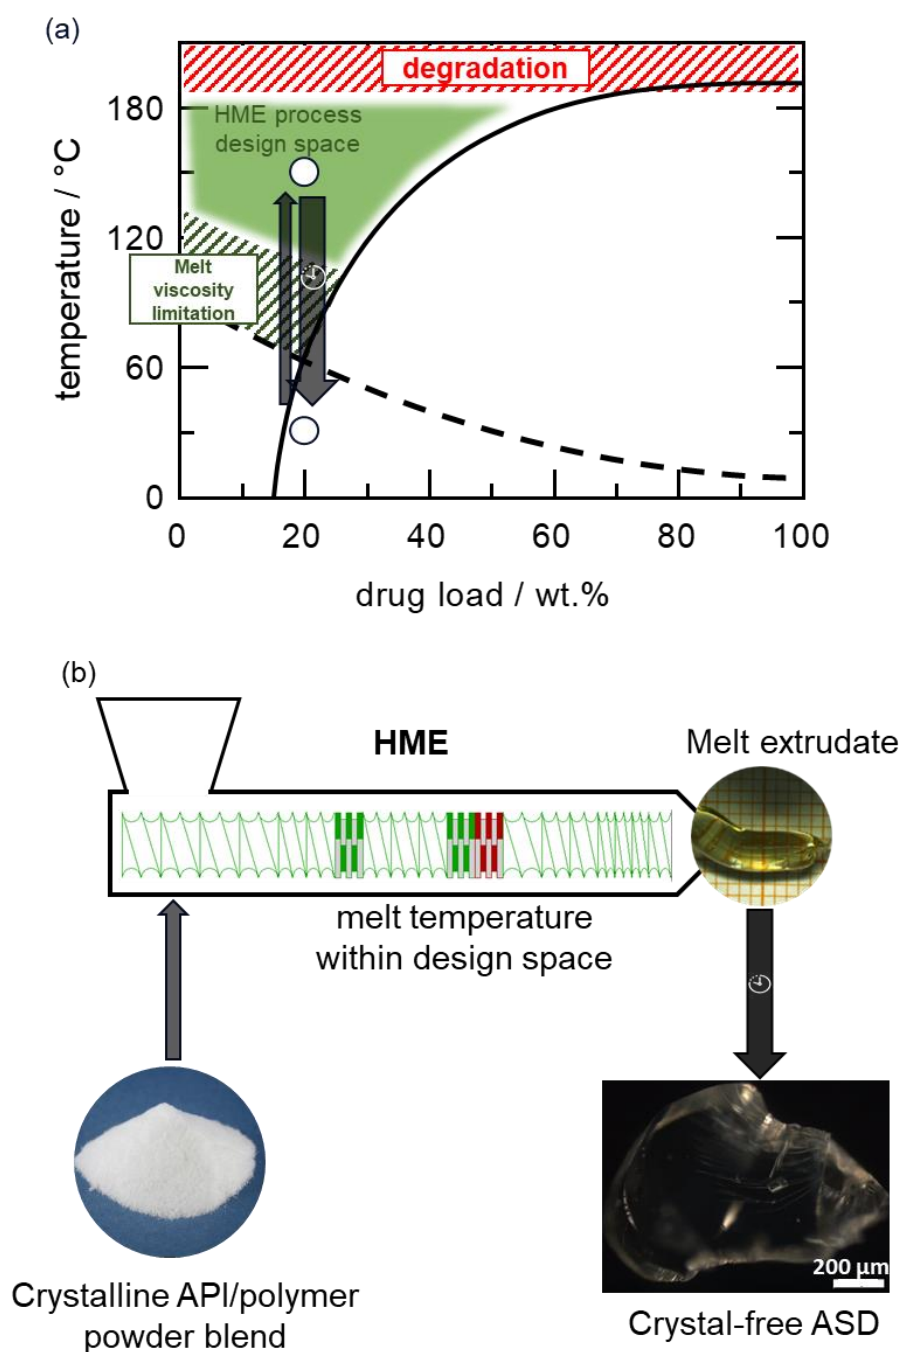 (a)
degradation
180
HME process
design space
120
Melt
viscosity
limitation
temperature / °C
60
0
0 20 40 60 80 100
drug load / wt.%
(b)
HME
Melt extrudate
melt temperature
within design space
200 µm
Crystalline API/polymer
powder blend
Crystal-free ASD